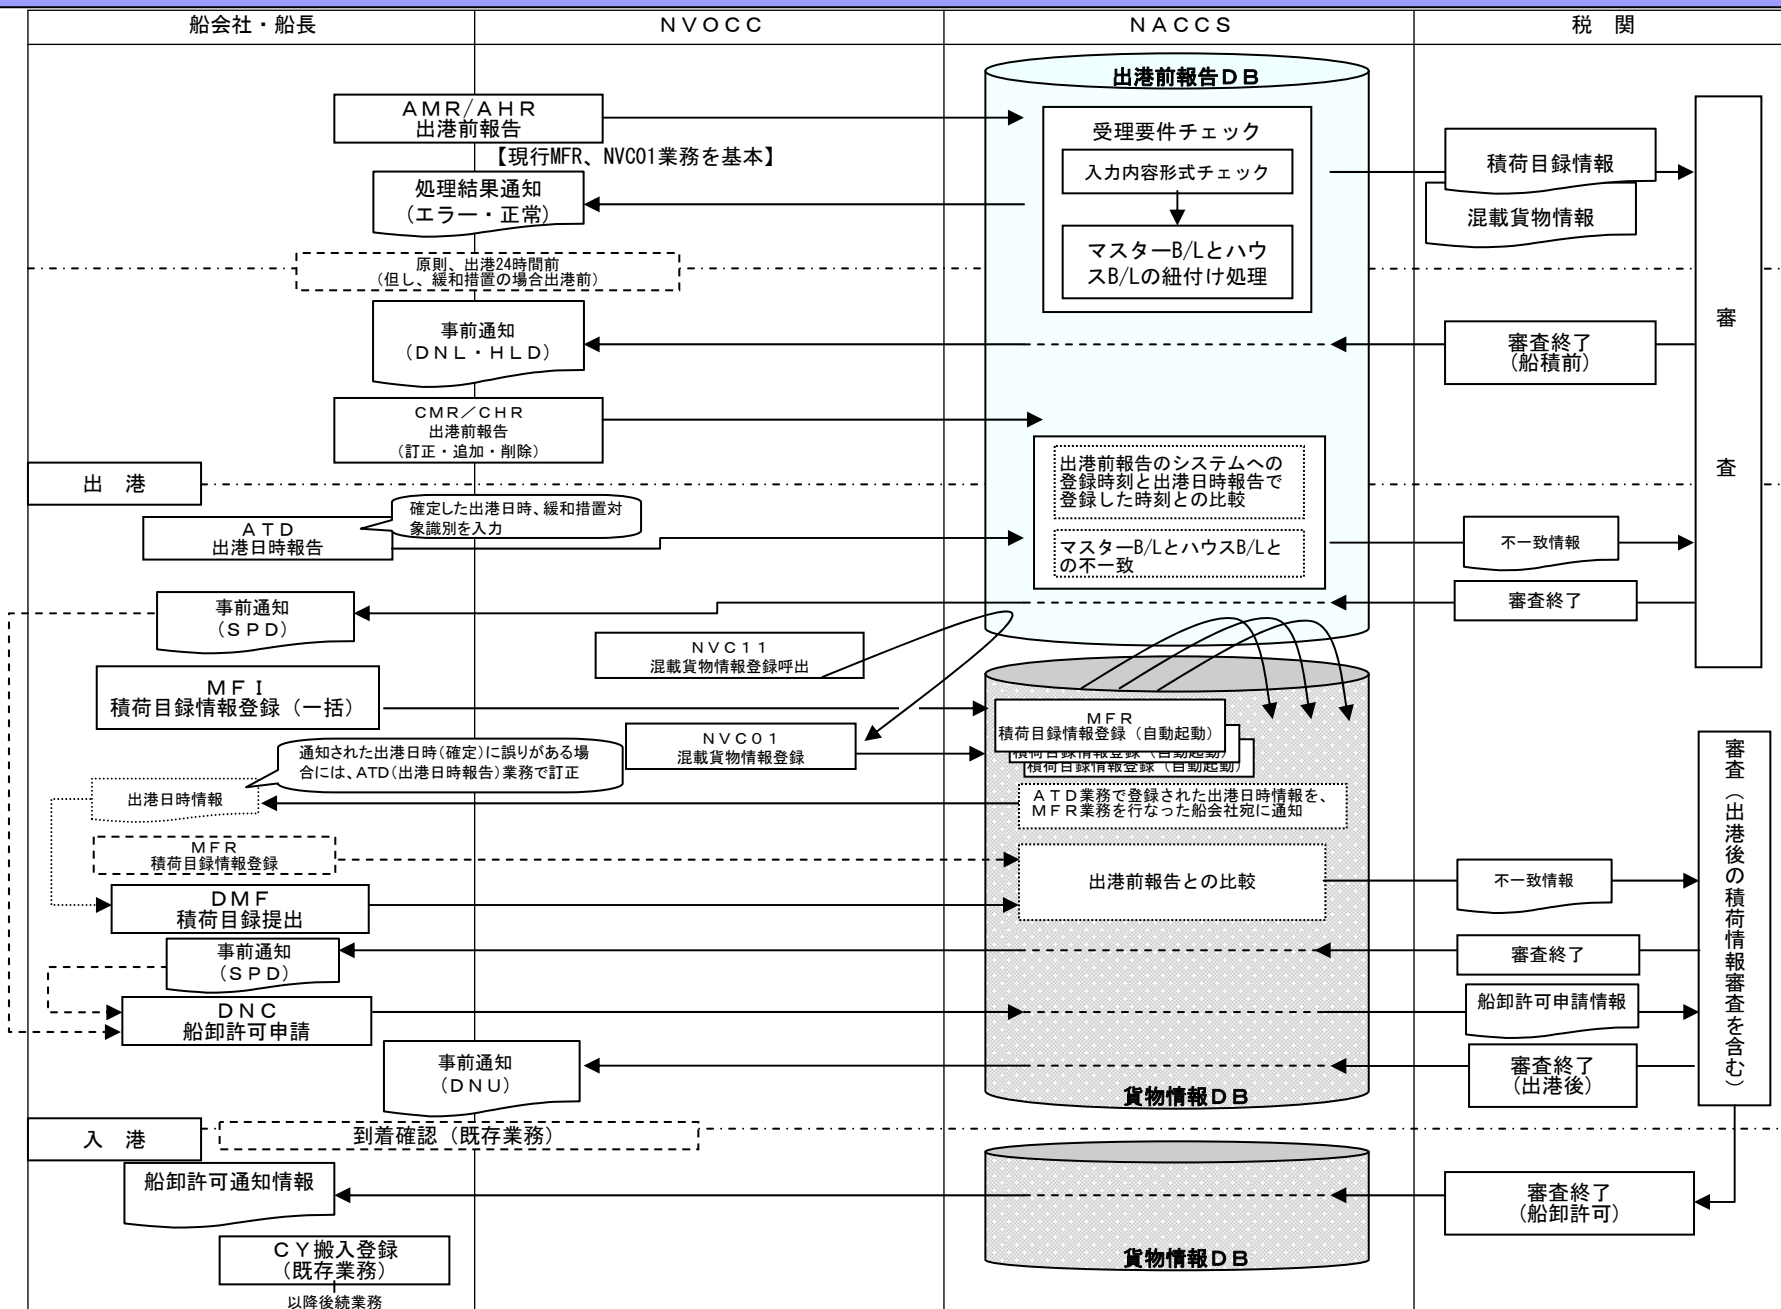 船会社・船長
NVOCC
NACCS
税 関
出港前報告DB
AMR/AHR
出港前報告
【現行MFR、NVC01業務を基本】
受理要件チェック
入力内容形式チェック
マスターB/Lとハウ
スB/Lの紐付け処理
積荷目録情報
混載貨物情報
処理結果通知
(エラー・正常)
原則、出港24時間前
(但し、緩和措置の場合出港前)
事前通知
(DNL・HLD)
審査終了
(船積前)
審 査
CMR/CHR
出港前報告
(訂正・追加・削除)
出港前報告のシステムへの
登録時刻と出港日時報告で
登録した時刻との比較
マスターB/LとハウスB/Lと
の不一致
出 港
確定した出港日時、緩和措置対
象識別を入力
ATD
出港日時報告
不一致情報
審査終了
事前通知
(SPD)
NVC11
混載貨物情報登録呼出
MFI
積荷目録情報登録(一括)
NVC01
混載貨物情報登録
MFR
積荷目録情報登録(自動起動)
積荷目録情報登録(自動起動)
積荷目録情報登録(自動起動)
通知された出港日時(確定)に誤りがある場
合には、ATD(出港日時報告)業務で訂正
出港日時情報
ATD業務で登録された出港日時情報を、
MFR業務を行なった船会社宛に通知
MFR
積荷目録情報登録
出港前報告との比較
不一致情報
審査(出港後の積荷情報審査を含む)
DMF
積荷目録提出
事前通知
(SPD)
審査終了
DNC
船卸許可申請
船卸許可申請情報
事前通知
(DNU)
審査終了
(出港後)
貨物情報DB
入 港
到着確認(既存業務)
船卸許可通知情報
審査終了
(船卸許可)
貨物情報DB
CY搬入登録
(既存業務)
以降後続業務